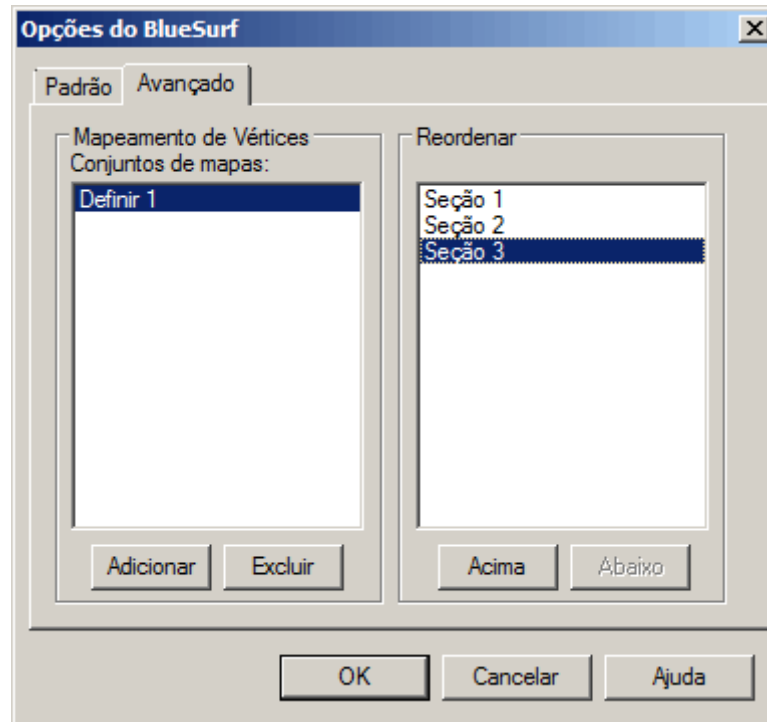 Opções do BlueSurf
Padrão
Avançado
Mapeamento de Vértices
Conjuntos de mapas:
Definir 1
Adicionar
Excluir
Reordenar
Seção 1
Seção 2
Seção 3
Acima
Abaixo
OK
Cancelar
Ajuda